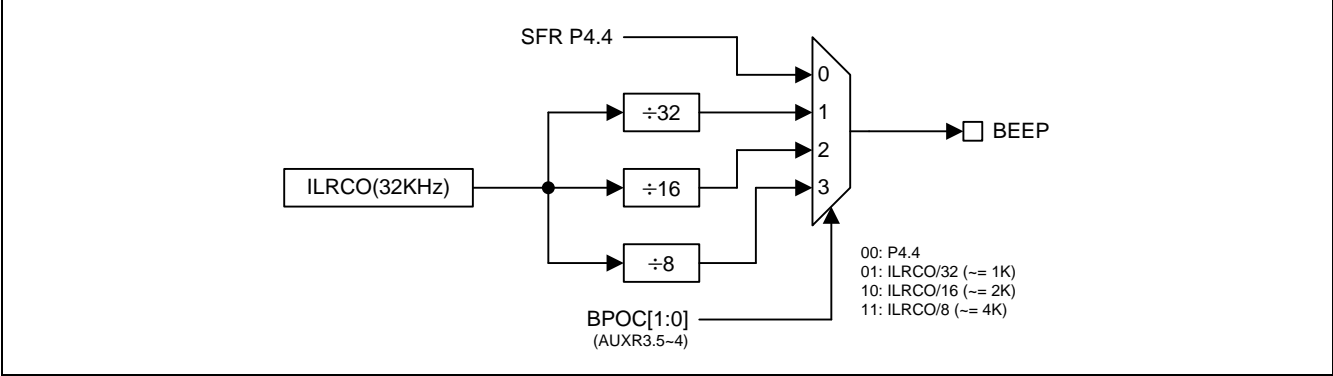 SFR P4.4
0
÷32
1
BEEP
2
ILRCO(32KHz)
÷16
3
÷8
00: P4.4
01: ILRCO/32 (~= 1K)
10: ILRCO/16 (~= 2K)
11: ILRCO/8 (~= 4K)
BPOC[1:0]
(AUXR3.5~4)